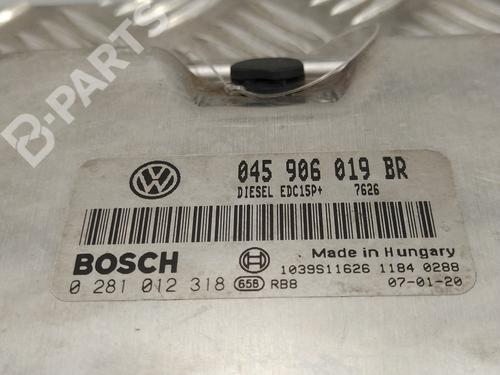 B-PARTS
045 906 019 BR
DIESEL EDC15P+ 7626
BOSCH
Made in Hungary
1039S11626 1184 0288
0 281 012 318 658 RB8 07-01-20